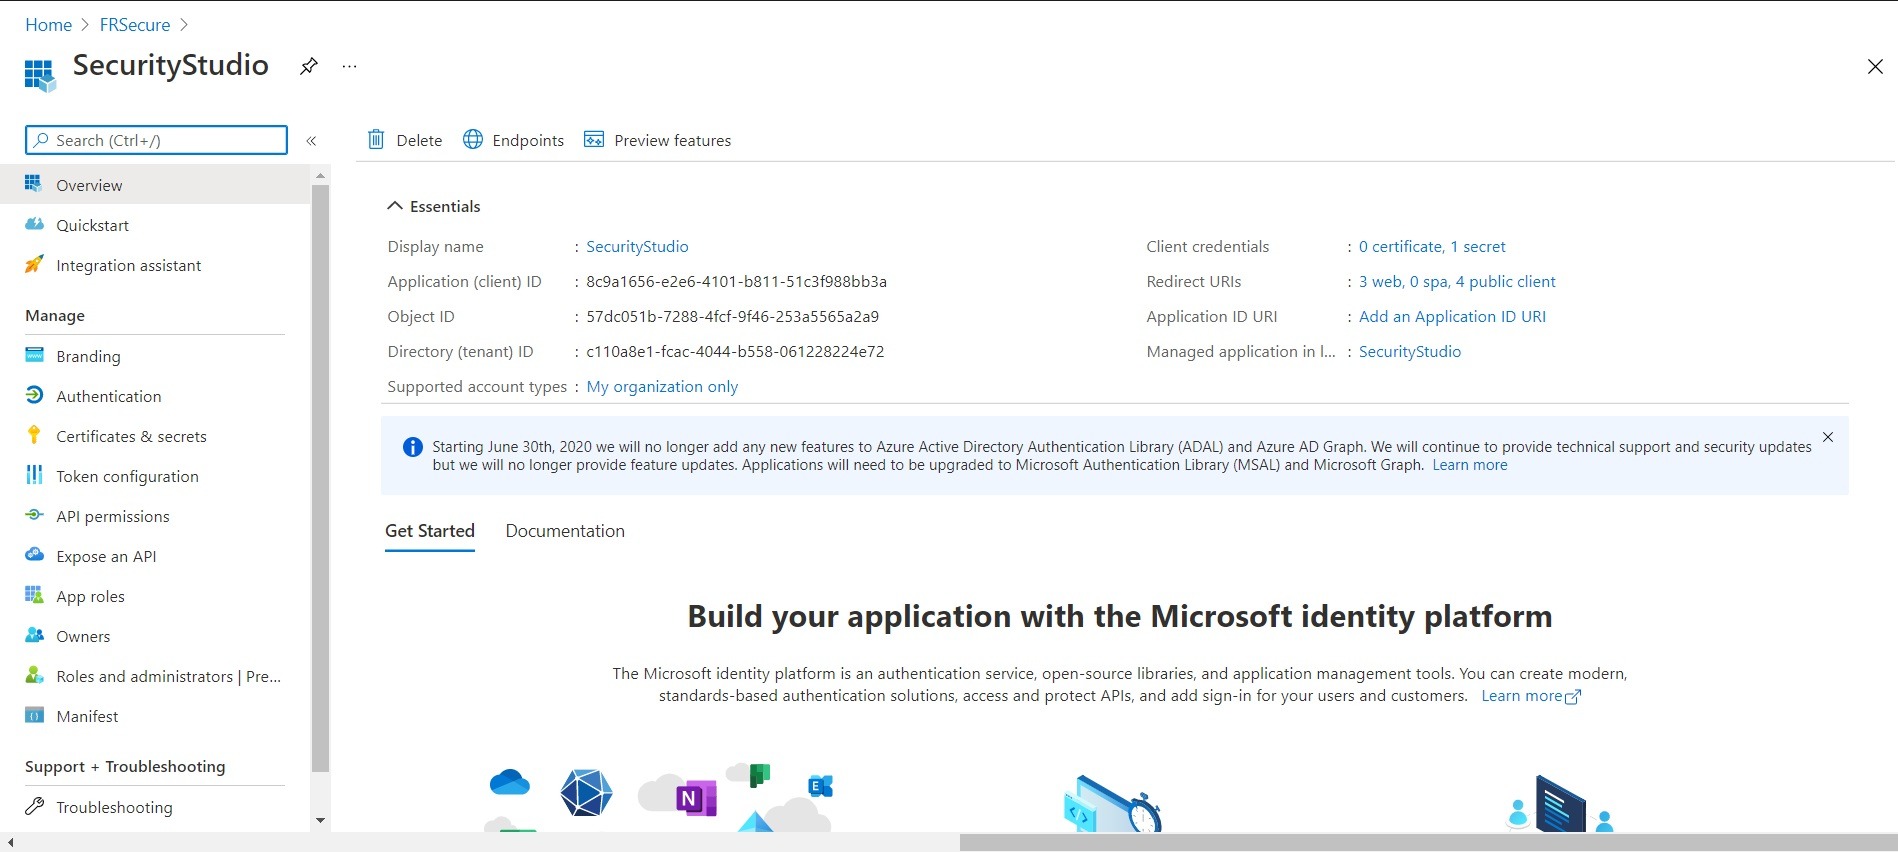 Home > FRSecure >
SecurityStudio ...
Search (Ctrl+/) «
Overview
Quickstart
Integration assistant
Manage
Branding
Authentication
Certificates & secrets
Token configuration
API permissions
Expose an API
App roles
Owners
Roles and administrators | Pre...
Manifest
Support + Troubleshooting
Troubleshooting
Delete Endpoints Preview features
Essentials
Display name : SecurityStudio
Application (client) ID : 8c9a1656-e2e6-4101-b811-51c3f988bb3a
Object ID : 57dc051b-7288-4fcf-9f46-253a5565a2a9
Directory (tenant) ID : c110a8e1-fcac-4044-b558-061228224e72
Supported account types : My organization only
Client credentials : 0 certificate, 1 secret
Redirect URIs : 3 web, 0 spa, 4 public client
Application ID URI : Add an Application ID URI
Managed application in l... : SecurityStudio
Starting June 30th, 2020 we will no longer add any new features to Azure Active Directory Authentication Library (ADAL) and Azure AD Graph. We will continue to provide technical support and security updates
but we will no longer provide feature updates. Applications will need to be upgraded to Microsoft Authentication Library (MSAL) and Microsoft Graph. Learn more
Get Started Documentation
Build your application with the Microsoft identity platform
The Microsoft identity platform is an authentication service, open-source libraries, and application management tools. You can create modern,
standards-based authentication solutions, access and protect APIs, and add sign-in for your users and customers. Learn more
N
E